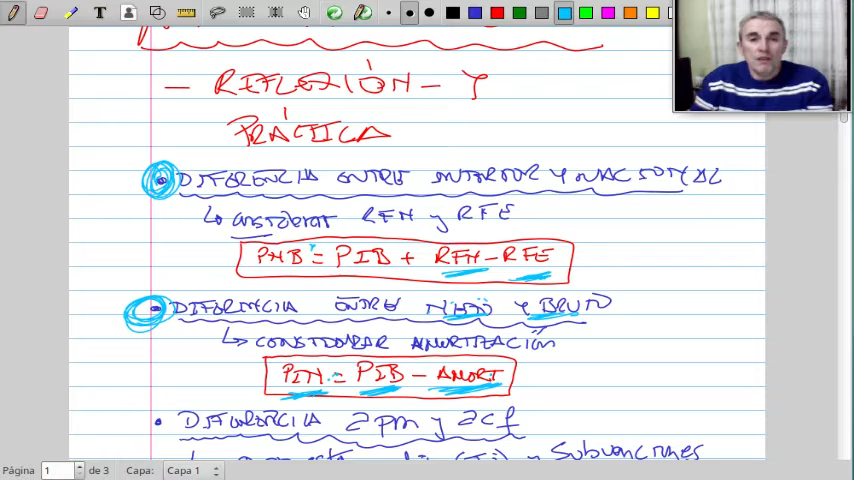 - REFLEXIÓN - Y
PRÁCTICA
• DIFERENCIA ENTRE INTERIOR Y NACIONAL
↳ CONSIDERAR RFN y RFE
PNB = PIB + RFN - RFE
• DIFERENCIA ENTRE NETO Y BRUTO
↳ CONSIDERAR AMORTIZACIÓN
PIN = PIB - AMORT
• DIFERENCIA a pm y a cf
Subvenciones
Página 1 de 3 Capa: Capa 1